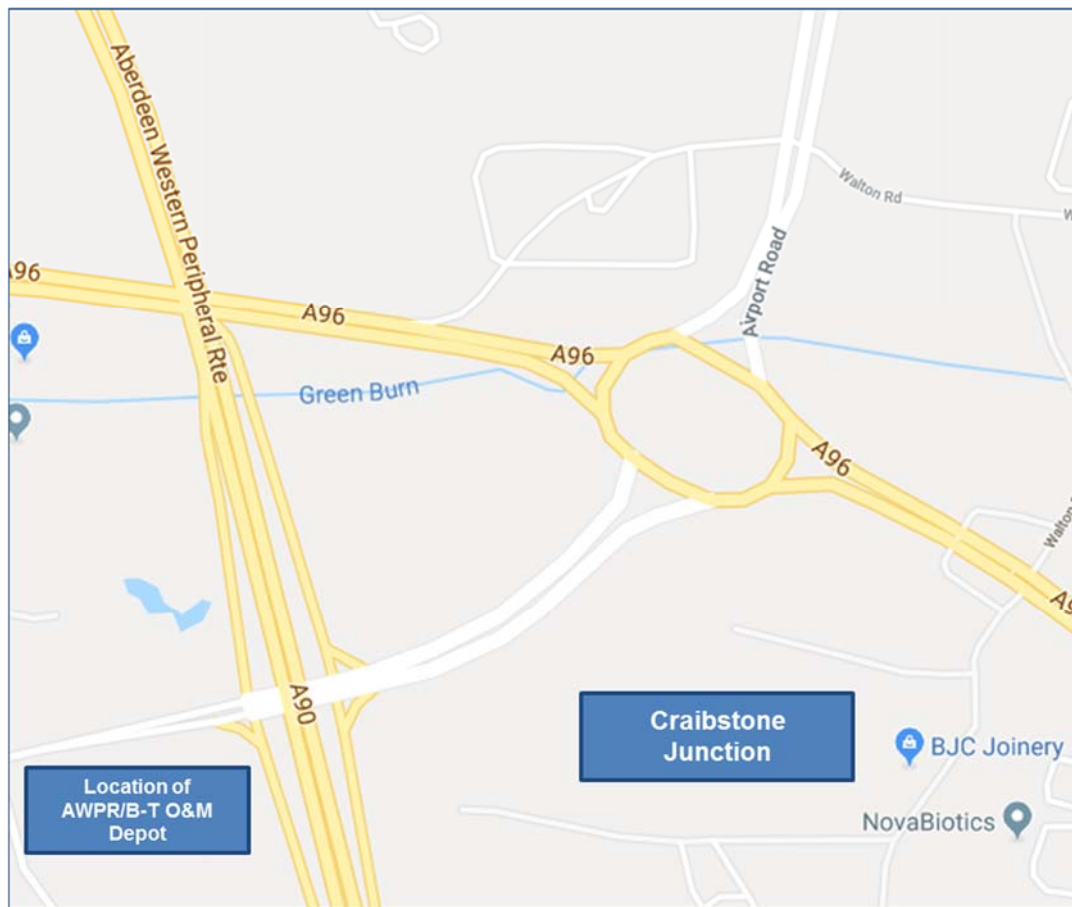 Aberdeen Western Peripheral Rte
A96
A96
A96
Green Burn
Airport Road
Walton Rd
W
A96
Walton
A9
A90
Craibstone
Junction
Location of
AWPR/B-T O&M
Depot
BJC Joinery
NovaBiotics